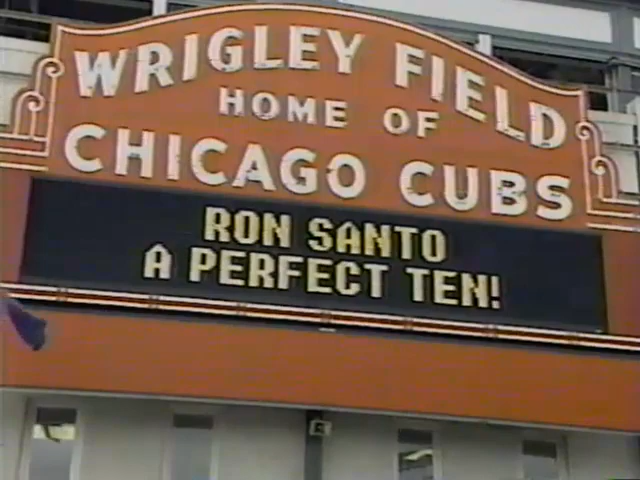 WRIGLEY FIELD
HOME OF
CHICAGO CUBS
RON SANTO
A PERFECT TEN!